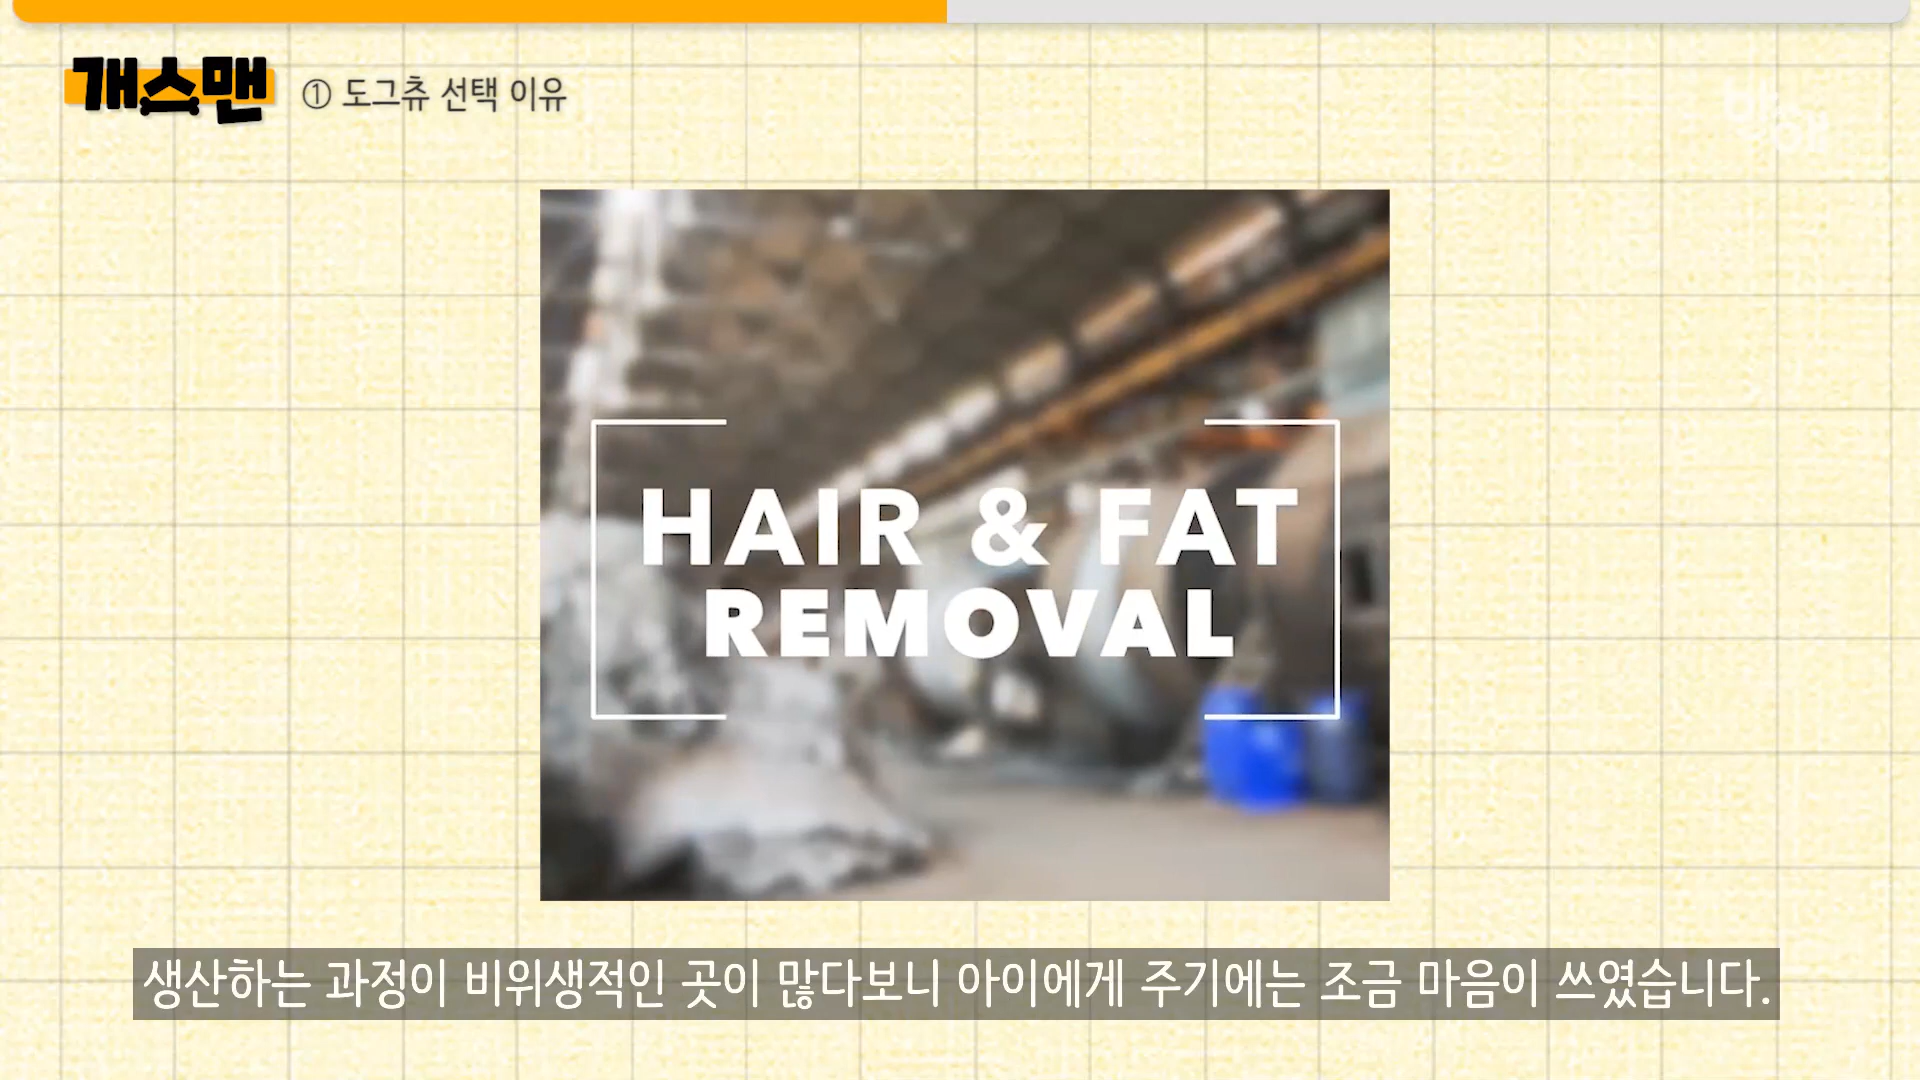 개스맨
① 도그츄 선택 이유
HAIR & FAT
REMOVAL
생산하는 과정이 비위생적인 곳이 많다보니 아이에게 주기에는 조금 마음이 쓰였습니다.